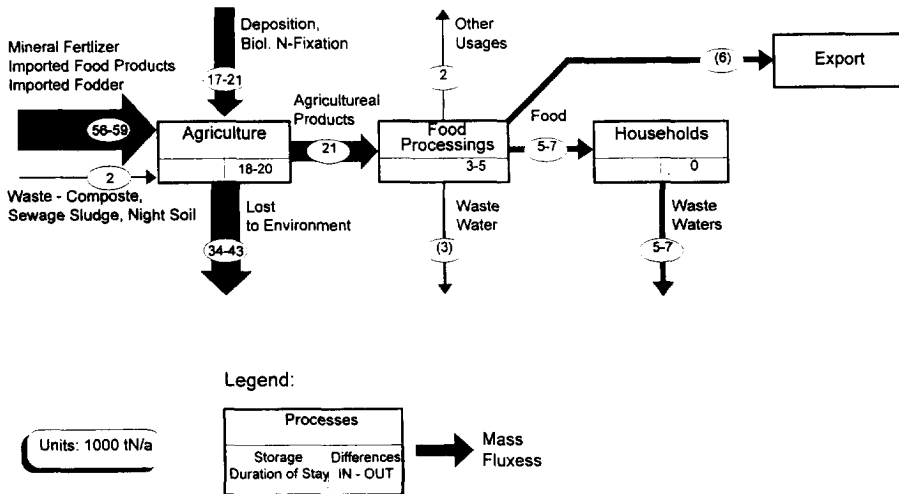 Deposition,
Biol. N-Fixation
Other
Usages
Mineral Fertlizer
Imported Food Products
Imported Fodder
17-21
2
(6)
Export
Agricultureal
Products
Food
56-59
Agriculture
18-20
21
Food
Processings
3-5
5-7
Households
0
2
Waste - Composte,
Sewage Sludge, Night Soil
Lost
to Environment
34-43
Waste
Water
(3)
Waste
Waters
5-7
Legend:
Units: 1000 tN/a
Processes
Storage
Duration of Stay
Differences
IN - OUT
Mass
Fluxess